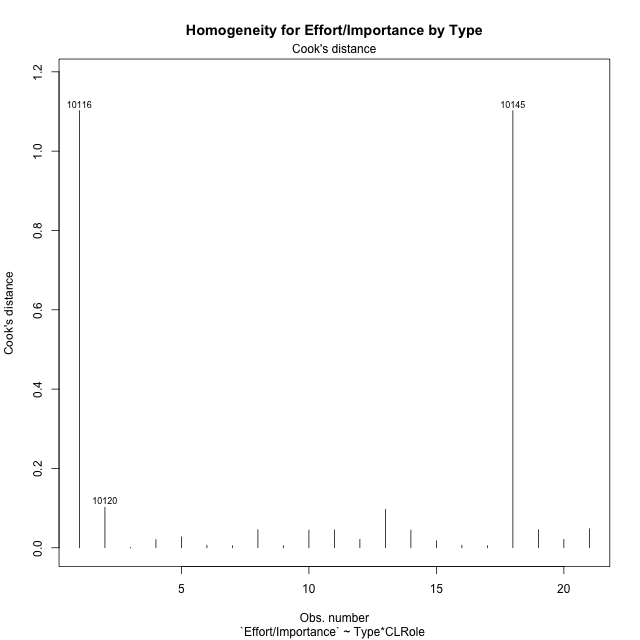 Homogeneity for Effort/Importance by Type
Cook's distance
1.2
10116
10145
1.0
0.8
0.6
Cook's distance
0.4
0.2
10120
0.0
5
10
15
20
Obs. number
`Effort/Importance` ~ Type*CLRole